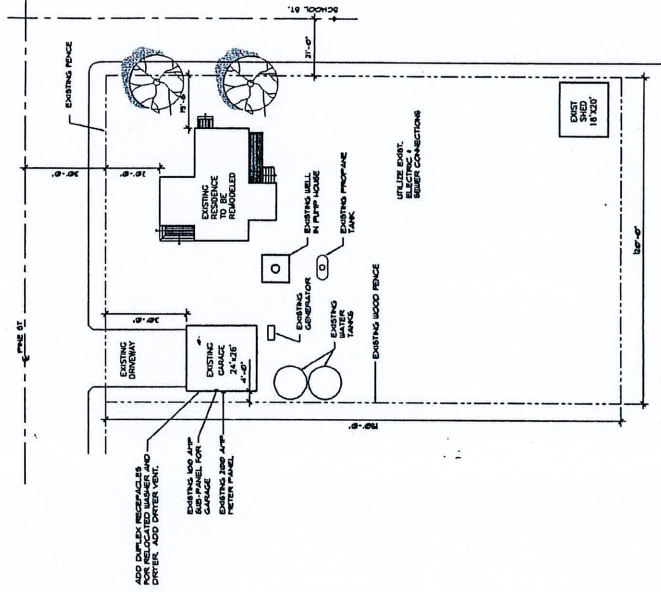 PINE ST
SCHOOL ST.
21'-0"
EXISTING FENCE
30'-0"
20'-0"
15'-0"
EXISTING
RESIDENCE
TO BE
REMODELED
30'-0"
EXISTING
DRIVEWAY
EXISTING
GARAGE
24'x26'
4'-0"
ADD DUPLEX RECEPTACLES
FOR RELOCATED WASHER AND
DRYER. ADD DRYER VENT.
EXISTING 100 AMP
SUB-PANEL FOR
GARAGE
EXISTING 200 AMP
METER PANEL
EXISTING WELL
IN PUMP HOUSE
EXISTING PROPANE
TANK
EXISTING
GENERATOR
EXISTING
WATER
TANKS
EXISTING WOOD FENCE
UTILIZE EXIST.
ELECTRIC &
SEWER CONNECTIONS
EXIST
SHED
18'X20'
120'-0"